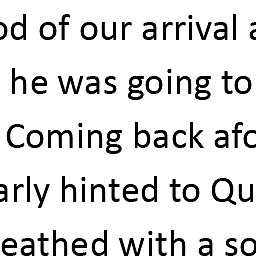 od of our arrival a
he was going to
Coming back afo
arly hinted to Qu
eathed with a so